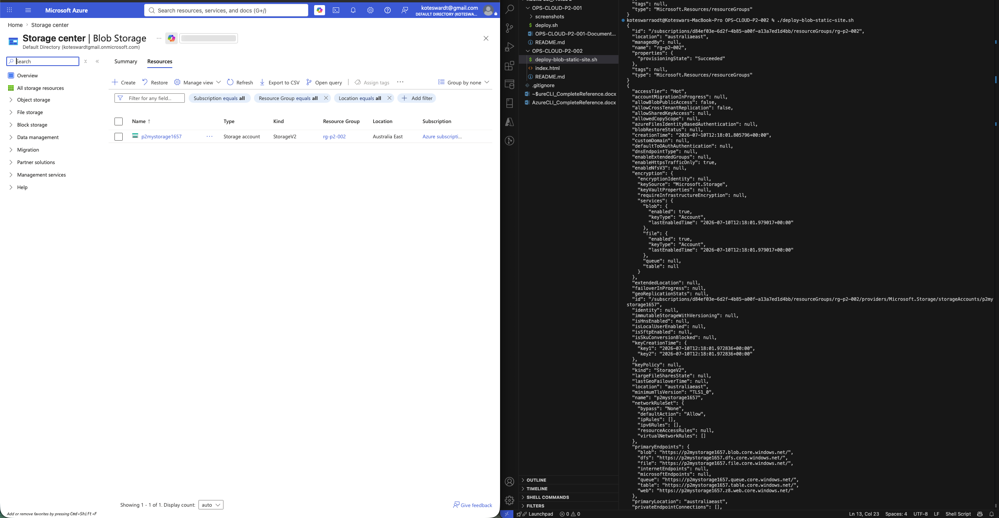 Microsoft Azure
Search resources, services, and docs (G+/)
koteswardt@gmail.com
DEFAULT DIRECTORY (KOTESWA...
Home > Storage center
Storage center | Blob Storage ...
Default Directory (koteswardtgmail.onmicrosoft.com)
Search
Overview
All storage resources
Object storage
File storage
Block storage
Data management
Migration
Partner solutions
Management services
Help
Summary Resources
Create Restore Manage view Refresh Export to CSV Open query Assign tags ... Group by none
Filter for any field... Subscription equals all Resource Group equals all Location equals all Add filter
Name ↑ Type Kind Resource Group Location Subscription
p2mystorage1657 ... Storage account StorageV2 rg-p2-002 Australia East Azure subscripti...
Showing 1 - 1 of 1. Display count: auto
Give feedback
Add or remove favorites by pressing Cmd+Shift+F
OPS-CLOUD-P2-001
screenshots
$ deploy.sh
OPS-CLOUD-P2-001-Document...
README.md
OPS-CLOUD-P2-002
$ deploy-blob-static-site.sh
<> index.html
README.md
.gitignore
~$ureCLI_CompleteReference.docx
AzureCLI_CompleteReference.docx
OUTLINE
TIMELINE
SHELL COMMANDS
FILTERS
"tags": null,
"type": "Microsoft.Resources/resourceGroups"
}
koteswarraodt@Koteswars-MacBook-Pro OPS-CLOUD-P2-002 % ./deploy-blob-static-site.sh
{
"id": "/subscriptions/d84ef03e-6d2f-4b85-a00f-a13a7ed1d4bb/resourceGroups/rg-p2-002",
"location": "australiaeast",
"managedBy": null,
"name": "rg-p2-002",
"properties": {
"provisioningState": "Succeeded"
},
"tags": null,
"type": "Microsoft.Resources/resourceGroups"
}
{
"accessTier": "Hot",
"accountMigrationInProgress": null,
"allowBlobPublicAccess": false,
"allowCrossTenantReplication": false,
"allowSharedKeyAccess": null,
"allowedCopyScope": null,
"azureFilesIdentityBasedAuthentication": null,
"blobRestoreStatus": null,
"creationTime": "2026-07-10T12:18:01.805796+00:00",
"customDomain": null,
"defaultToOAuthAuthentication": null,
"dnsEndpointType": null,
"enableExtendedGroups": null,
"enableHttpsTrafficOnly": true,
"enableNfsV3": null,
"encryption": {
"encryptionIdentity": null,
"keySource": "Microsoft.Storage",
"keyVaultProperties": null,
"requireInfrastructureEncryption": null,
"services": {
"blob": {
"enabled": true,
"keyType": "Account",
"lastEnabledTime": "2026-07-10T12:18:01.979017+00:00"
},
"file": {
"enabled": true,
"keyType": "Account",
"lastEnabledTime": "2026-07-10T12:18:01.979017+00:00"
},
"queue": null,
"table": null
}
},
"extendedLocation": null,
"failoverInProgress": null,
"geoReplicationStats": null,
"id": "/subscriptions/d84ef03e-6d2f-4b85-a00f-a13a7ed1d4bb/resourceGroups/rg-p2-002/providers/Microsoft.Storage/storageAccounts/p2my
storage1657",
"identity": null,
"immutableStorageWithVersioning": null,
"isHnsEnabled": null,
"isLocalUserEnabled": null,
"isSftpEnabled": null,
"isSkuConversionBlocked": null,
"keyCreationTime": {
"key1": "2026-07-10T12:18:01.972836+00:00",
"key2": "2026-07-10T12:18:01.972836+00:00"
},
"keyPolicy": null,
"kind": "StorageV2",
"largeFileSharesState": null,
"lastGeoFailoverTime": null,
"location": "australiaeast",
"minimumTlsVersion": "TLS1_0",
"name": "p2mystorage1657",
"networkRuleSet": {
"bypass": "None",
"defaultAction": "Allow",
"ipRules": [],
"ipv6Rules": [],
"resourceAccessRules": null,
"virtualNetworkRules": []
},
"primaryEndpoints": {
"blob": "https://p2mystorage1657.blob.core.windows.net/",
"dfs": "https://p2mystorage1657.dfs.core.windows.net/",
"file": "https://p2mystorage1657.file.core.windows.net/",
"internetEndpoints": null,
"microsoftEndpoints": null,
"queue": "https://p2mystorage1657.queue.core.windows.net/",
"table": "https://p2mystorage1657.table.core.windows.net/",
"web": "https://p2mystorage1657.z8.web.core.windows.net/"
},
"primaryLocation": "australiaeast",
"privateEndpointConnections": [],
Launchpad 0 0 Ln 13, Col 23 Spaces: 4 UTF-8 LF Shell Script